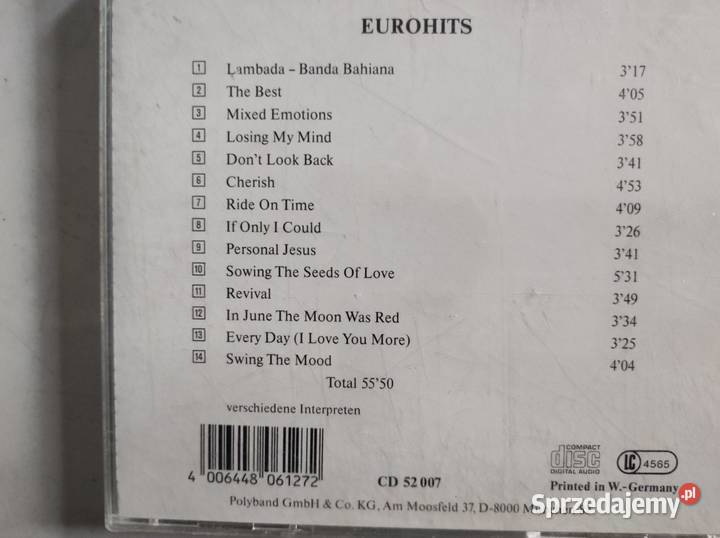 EUROHITS
1 Lambada – Banda Bahiana 3'17
2 The Best 4'05
3 Mixed Emotions 3'51
4 Losing My Mind 3'58
5 Don't Look Back 3'41
6 Cherish 4'53
7 Ride On Time 4'09
8 If Only I Could 3'26
9 Personal Jesus 3'41
10 Sowing The Seeds Of Love 5'31
11 Revival 3'49
12 In June The Moon Was Red 3'34
13 Every Day (I Love You More) 3'25
14 Swing The Mood 4'04
Total 55'50
verschiedene Interpreten
4 006448 061272
CD 52 007
COMPACT
disc
DIGITAL AUDIO
LC 4565
Printed in W.-Germany
Polyband GmbH & Co. KG, Am Moosfeld 37, D-8000
Sprzedajemy.pl